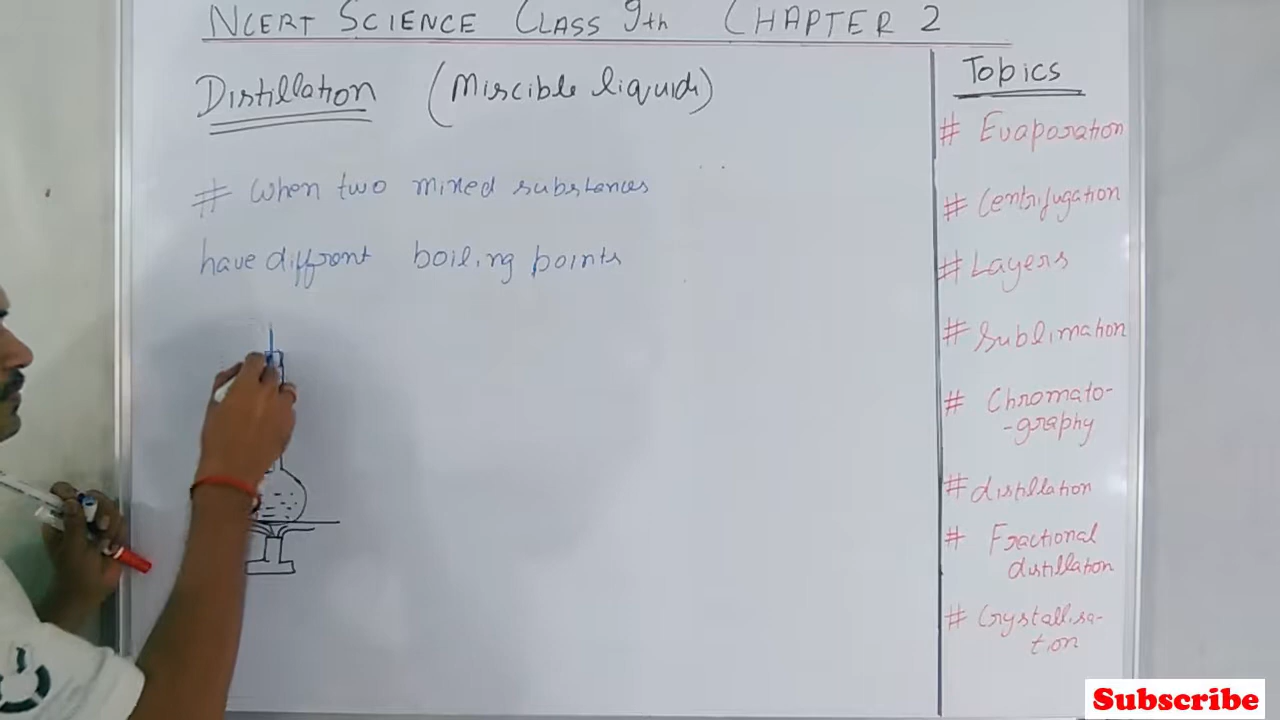 NCERT SCIENCE CLASS 9th CHAPTER 2
Distillation (Miscible liquids)
# When two mixed substances
have diffront boiling points
Topics
# Evaporation
# Centrifugation
# Layers
# Sublimation
# Chromato-
-graphy
# distillation
# Fractional
distillation
# Crystallisa-
tion
Subscribe